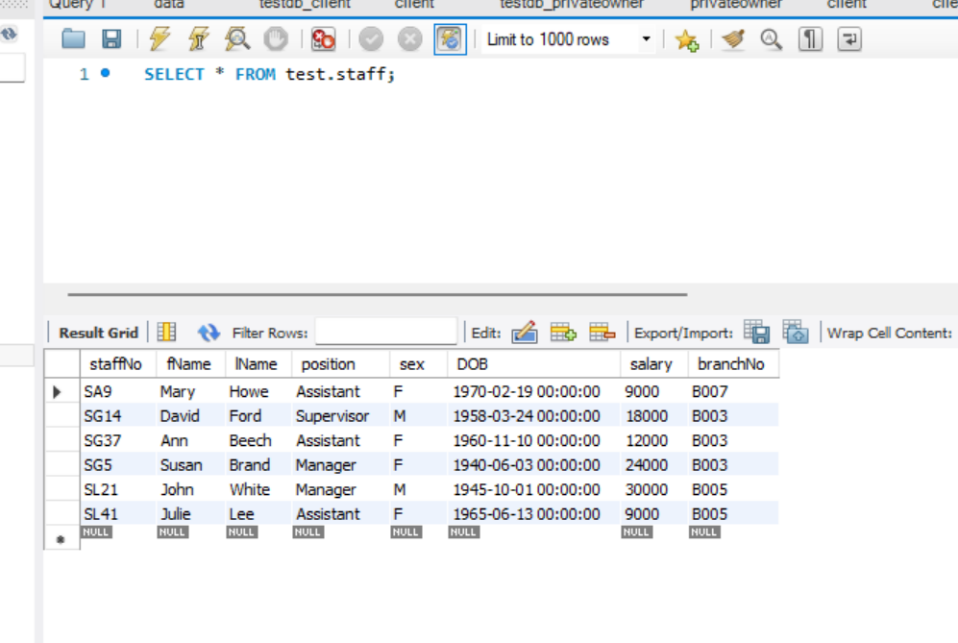 Query 1 data testdb_client client testdb_privateowner privateowner client
Limit to 1000 rows
1 SELECT * FROM test.staff;
Result Grid Filter Rows: Edit: Export/Import: Wrap Cell Content:
staffNo fName lName position sex DOB salary branchNo
SA9 Mary Howe Assistant F 1970-02-19 00:00:00 9000 B007
SG14 David Ford Supervisor M 1958-03-24 00:00:00 18000 B003
SG37 Ann Beech Assistant F 1960-11-10 00:00:00 12000 B003
SG5 Susan Brand Manager F 1940-06-03 00:00:00 24000 B003
SL21 John White Manager M 1945-10-01 00:00:00 30000 B005
SL41 Julie Lee Assistant F 1965-06-13 00:00:00 9000 B005
NULL NULL NULL NULL NULL NULL NULL NULL